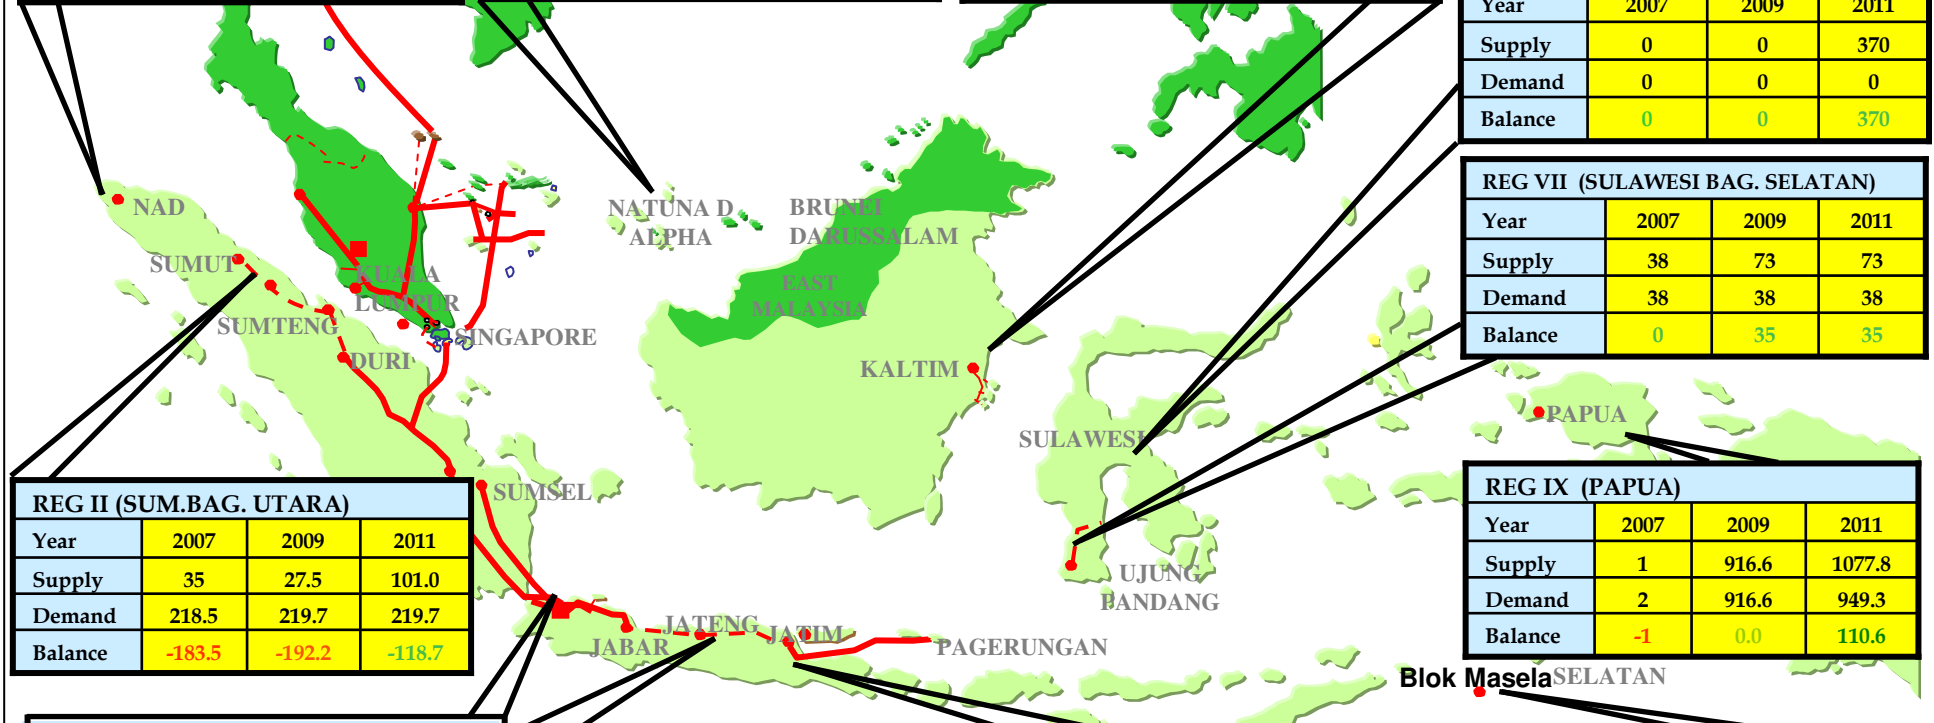 Year 2007 2009 2011
Supply 0 0 370
Demand 0 0 0
Balance 0 0 370
REG VII (SULAWESI BAG. SELATAN)
Year 2007 2009 2011
Supply 38 73 73
Demand 38 38 38
Balance 0 35 35
NAD
NATUNA D
ALPHA
BRUNEI
DARUSSALAM
SUMUT
KUALA
LUMPUR
EAST
MALAYSIA
SUMTENG
SINGAPORE
DURI
KALTIM
SULAWESI
PAPUA
SUMSEL
REG II (SUM.BAG. UTARA)
Year 2007 2009 2011
Supply 35 27.5 101.0
Demand 218.5 219.7 219.7
Balance -183.5 -192.2 -118.7
REG IX (PAPUA)
Year 2007 2009 2011
Supply 1 916.6 1077.8
Demand 2 916.6 949.3
Balance -1 0.0 110.6
UJUNG
PANDANG
JATENG
JATIM
JABAR
PAGERUNGAN
Blok Masela
SELATAN